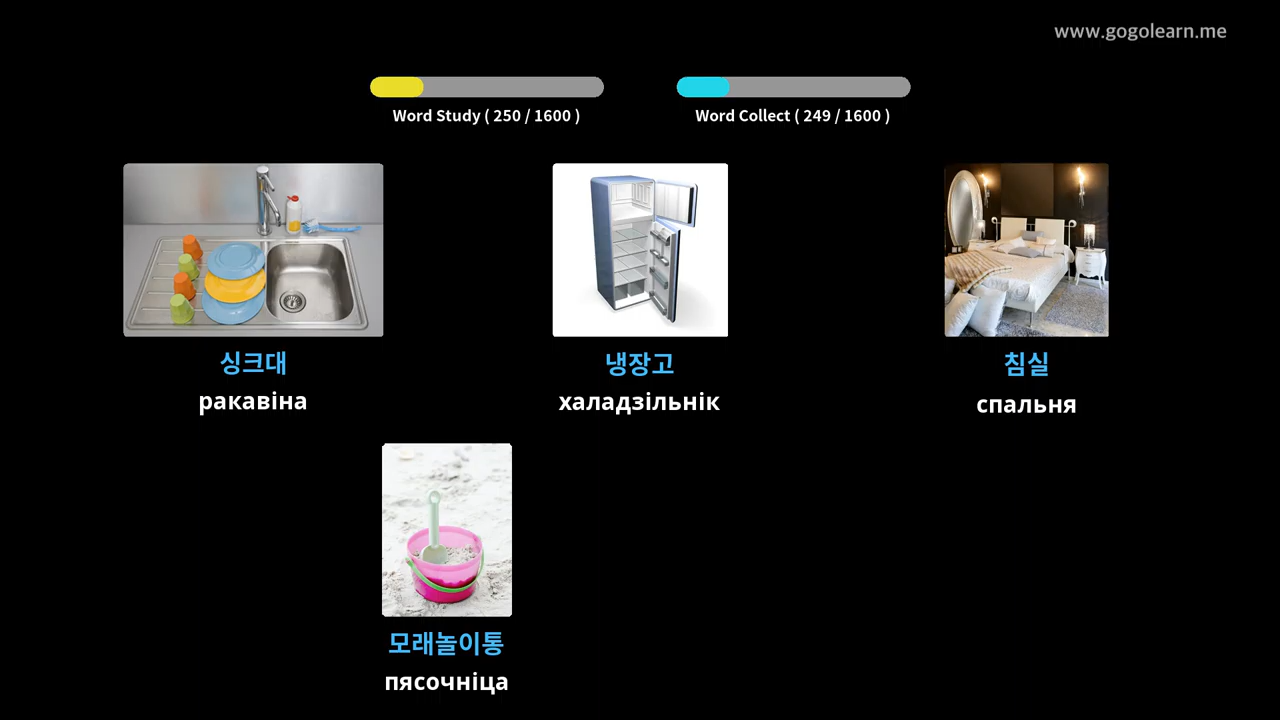 www.gogolearn.me
Word Study ( 250 / 1600 )
Word Collect ( 249 / 1600 )
싱크대
ракавіна
냉장고
халадзільнік
침실
спальня
모래놀이통
пясочніца